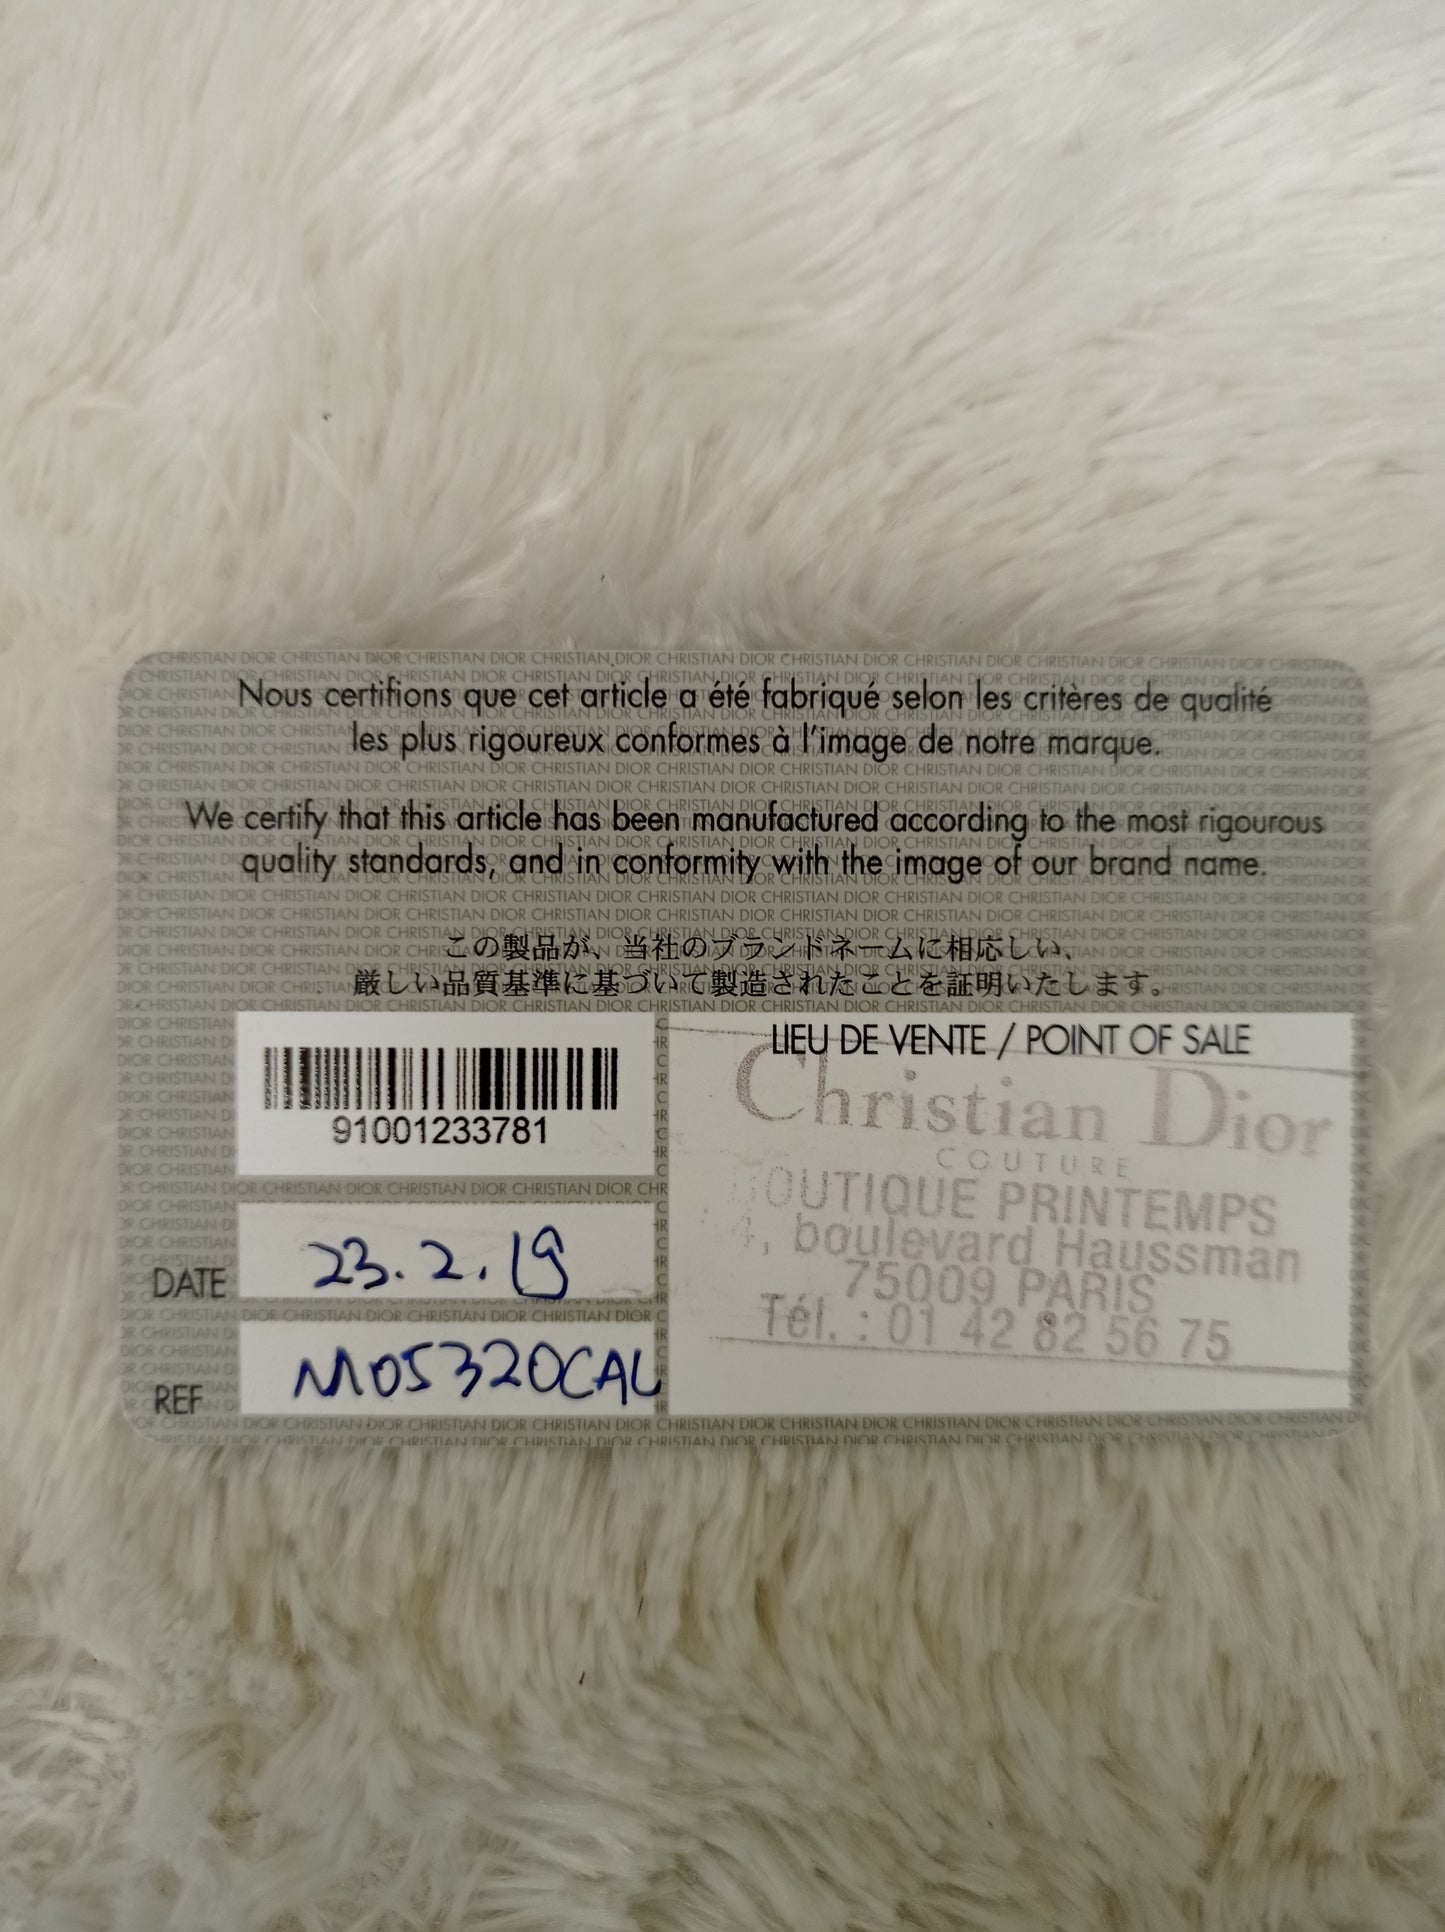 Nous certifions que cet article a été fabriqué selon les critères de qualité
les plus rigoureux conformes à l'image de notre marque.
We certify that this article has been manufactured according to the most rigourous
quality standards, and in conformity with the image of our brand name.
この製品が、当社のブランドネームに相応しい、
厳しい品質基準に基づいて製造されたことを証明いたします。
91001233781
DATE 23.2.19
REF M05320CAL
LIEU DE VENTE / POINT OF SALE
Christian Dior
COUTURE
BOUTIQUE PRINTEMPS
boulevard Haussman
75009 PARIS
Tél. : 01 42 82 56 75